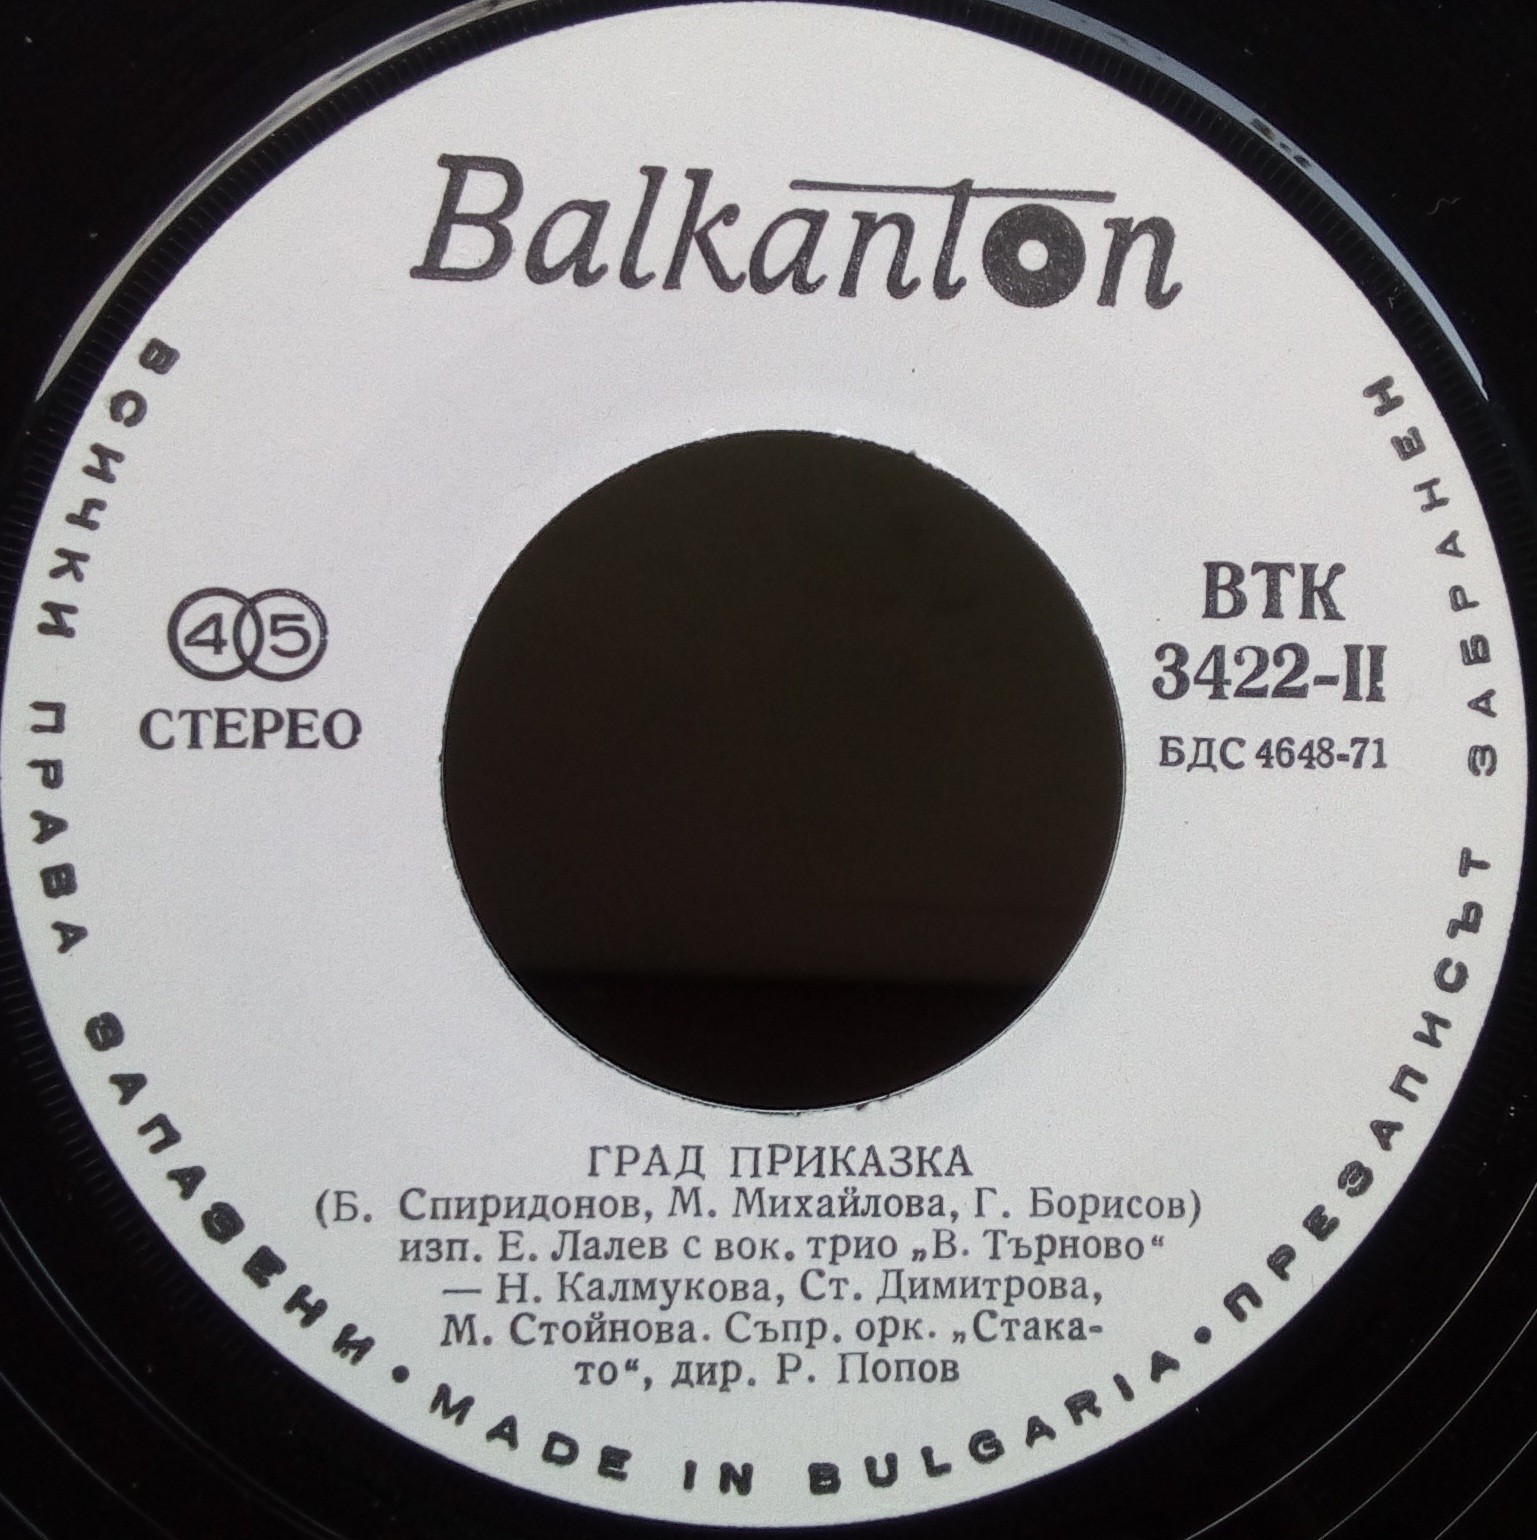 Balkanton
45
СТЕРЕО
ВТК
3422-II
БДС 4648-71
ГРАД ПРИКАЗКА
(Б. Спиридонов, М. Михайлова, Г. Борисов)
изп. Е. Лалев с вок. трио „В. Търново“
— Н. Калмукова, Ст. Димитрова,
М. Стойнова. Съпр. орк. „Стака-
то“, дир. Р. Попов
ВСИЧКИ ПРАВА ЗАПАЗЕНИ • MADE IN BULGARIA • ПРЕЗАПИСЪТ ЗАБРАНЕН